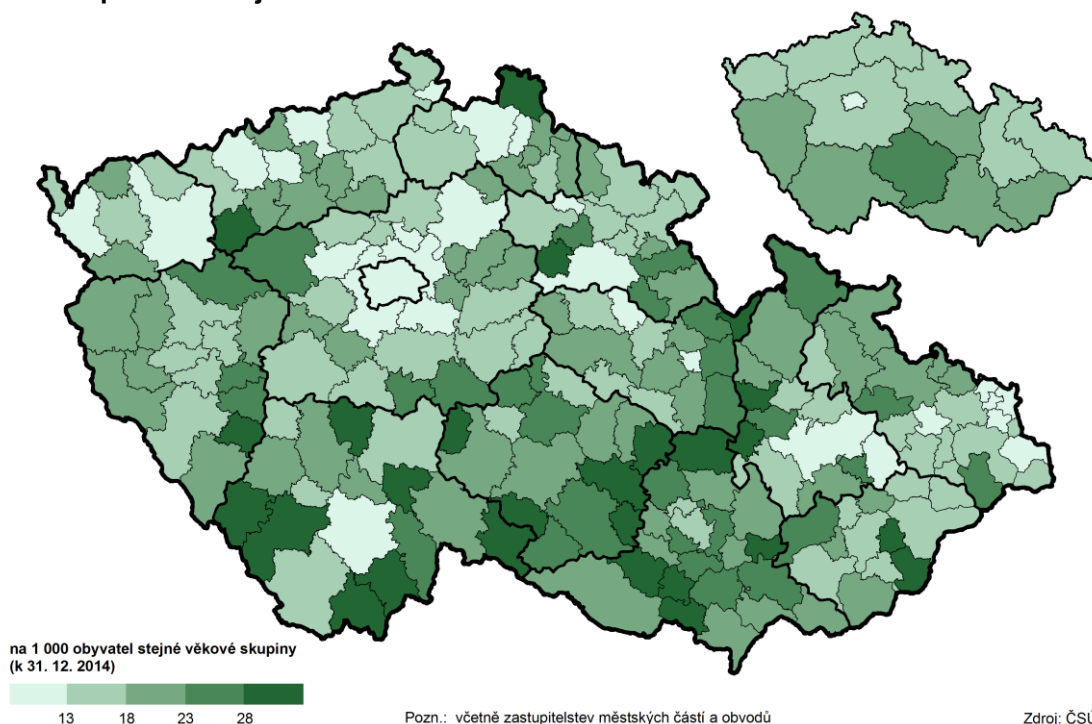 na 1 000 obyvatel stejné věkové skupiny
(k 31. 12. 2014)
13 18 23 28
Pozn.: včetně zastupitelstev městských částí a obvodů
Zdroj: ČSÚ